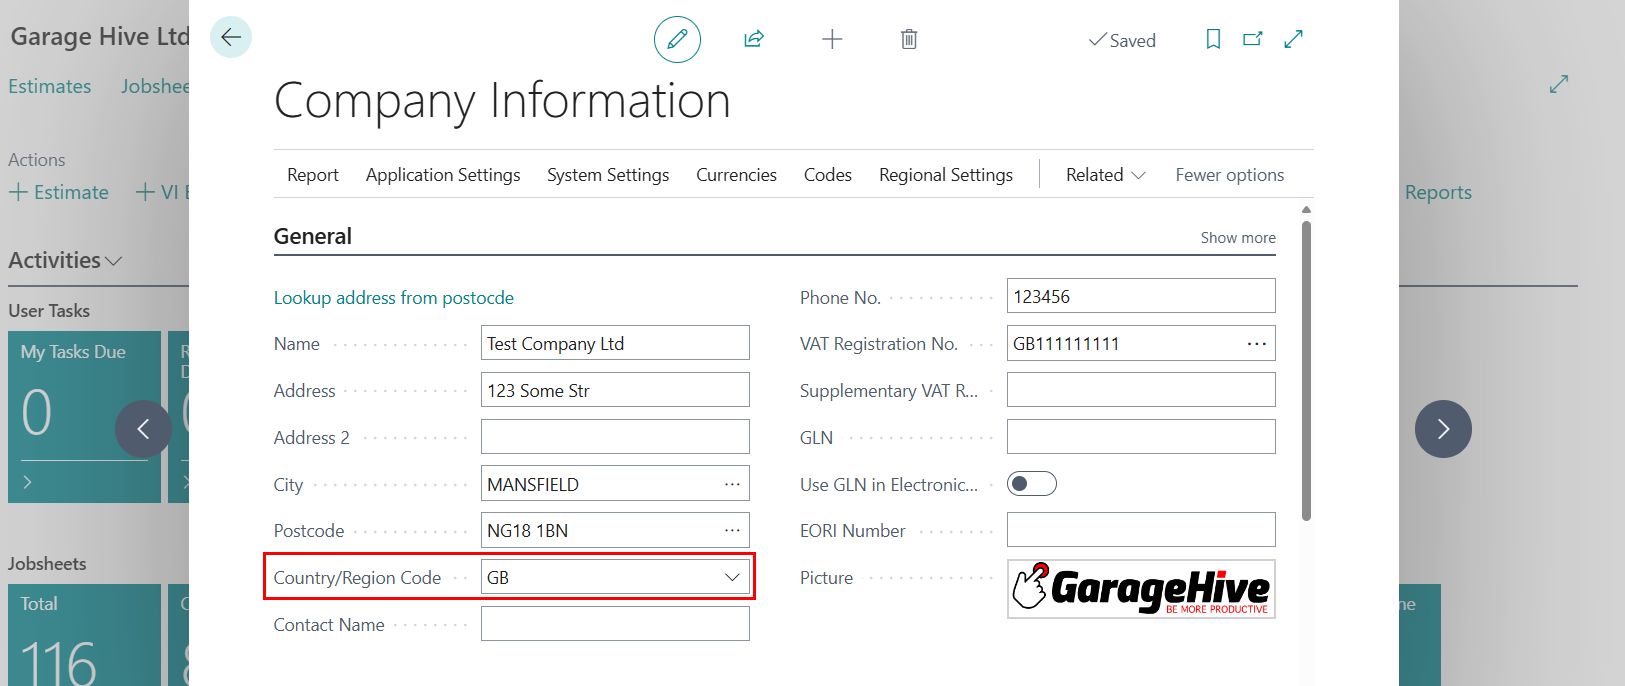 Garage Hive Ltd
Saved
Estimates
Company Information
Actions
Estimate
Report Application Settings System Settings Currencies Codes Regional Settings Related Fewer options
Reports
General
Show more
Activities
User Tasks
My Tasks Due
0
Lookup address from postocde
Name Test Company Ltd
Address 123 Some Str
Address 2
City MANSFIELD
Postcode NG18 1BN
Country/Region Code GB
Contact Name
Phone No. 123456
VAT Registration No. GB111111111
Supplementary VAT R...
GLN
Use GLN in Electronic...
EORI Number
Picture
GarageHive
BE MORE PRODUCTIVE
Jobsheets
Total
116